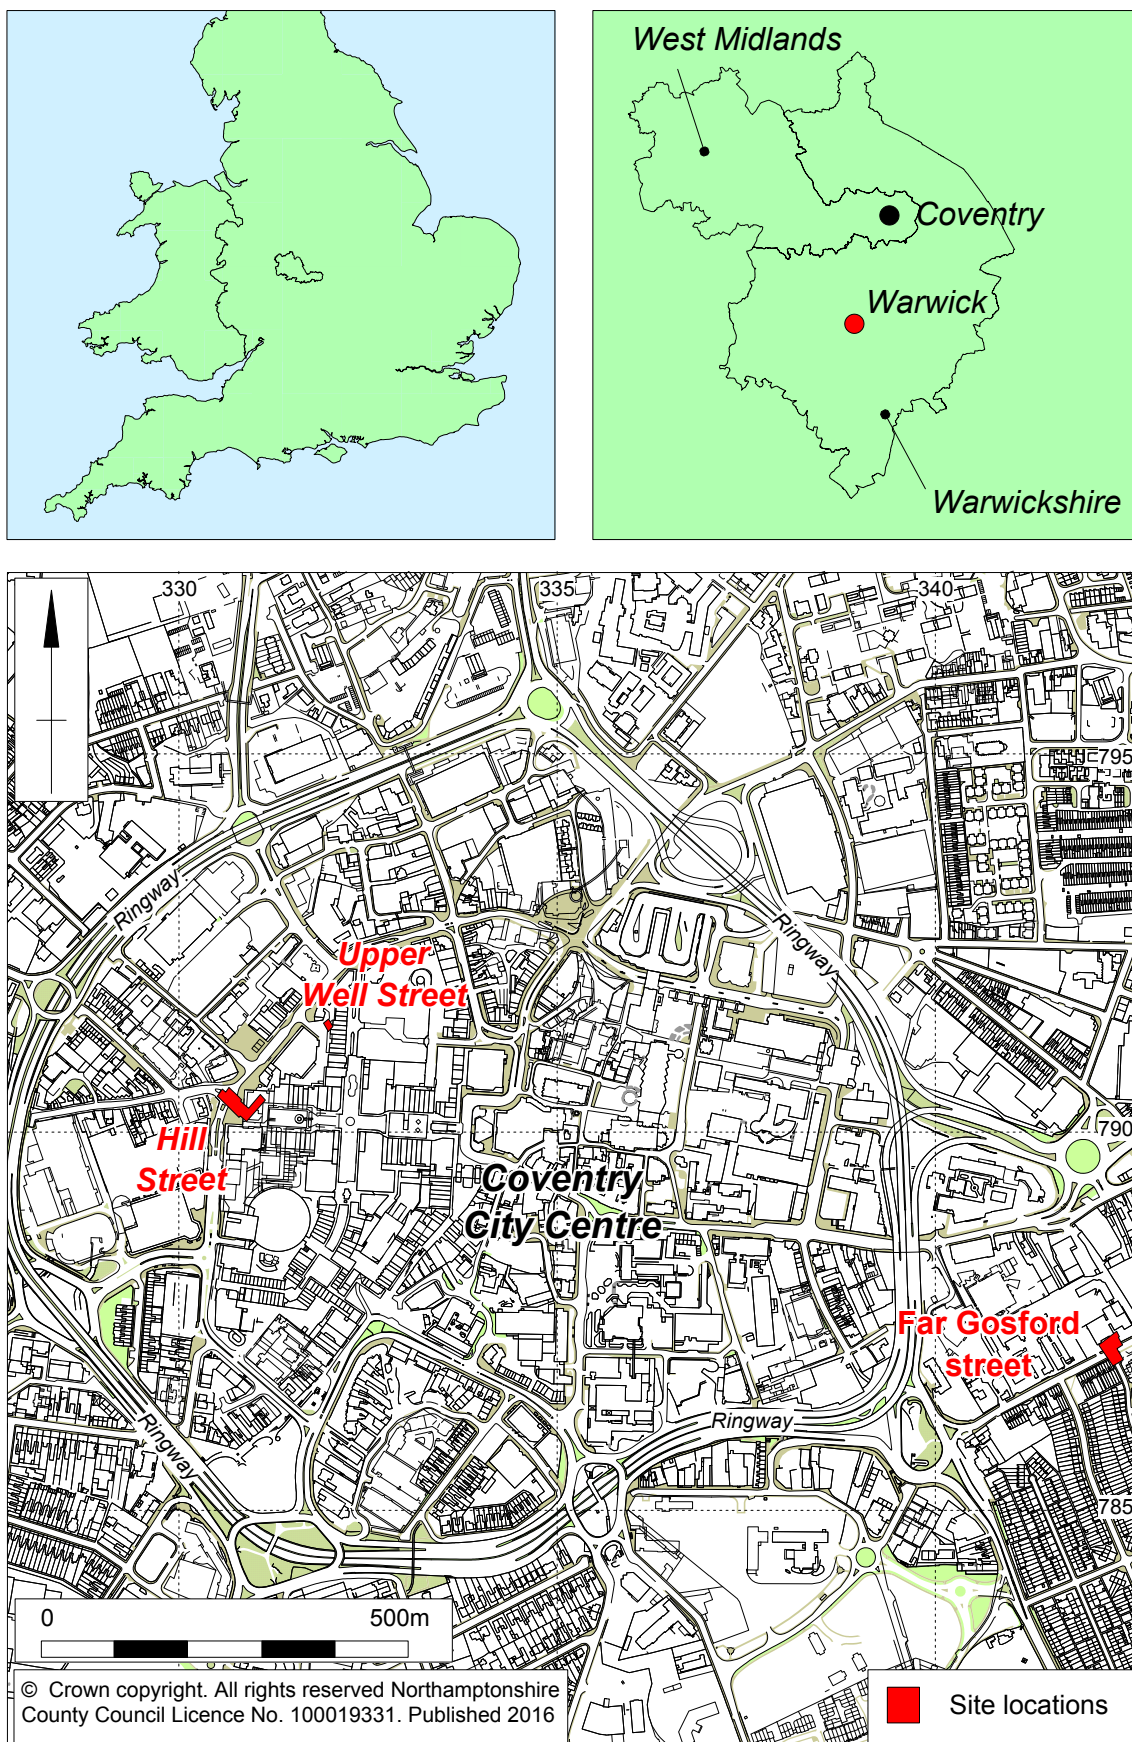 West Midlands
Coventry
Warwick
Warwickshire
330
335
340
795
Ringway
Ringway
Upper
Well Street
Hill
Street
790
Coventry
City Centre
Far Gosford
street
Ringway
Ringway
785
0 500m
© Crown copyright. All rights reserved Northamptonshire
County Council Licence No. 100019331. Published 2016
Site locations